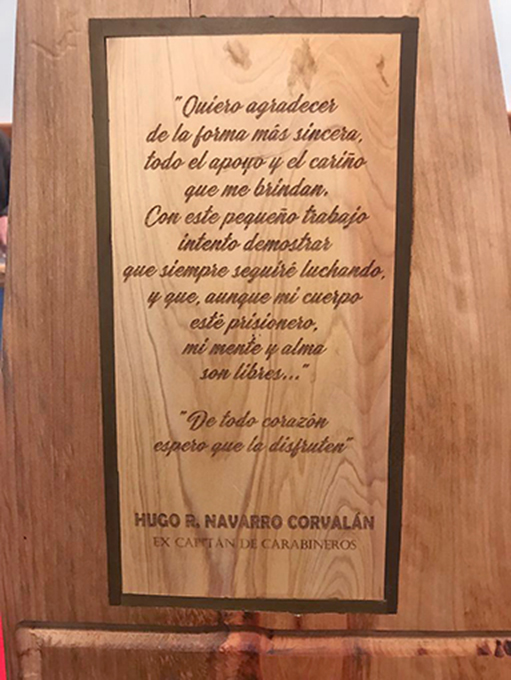 "Quiero agradecer
de la forma más sincera,
todo el apoyo y el cariño
que me brindan.
Con este pequeño trabajo
intento demostrar
que siempre seguiré luchando,
y que, aunque mi cuerpo
esté prisionero,
mi mente y alma
son libres..."
"De todo corazón
espero que la disfruten"
HUGO R. NAVARRO CORVALÁN
EX CAPITÁN DE CARABINEROS